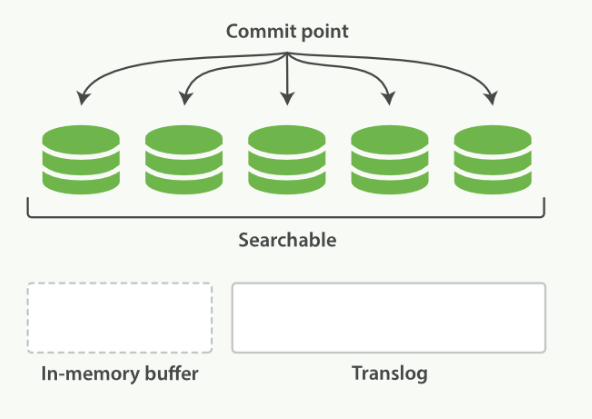 Commit point
Searchable
In-memory buffer
Translog